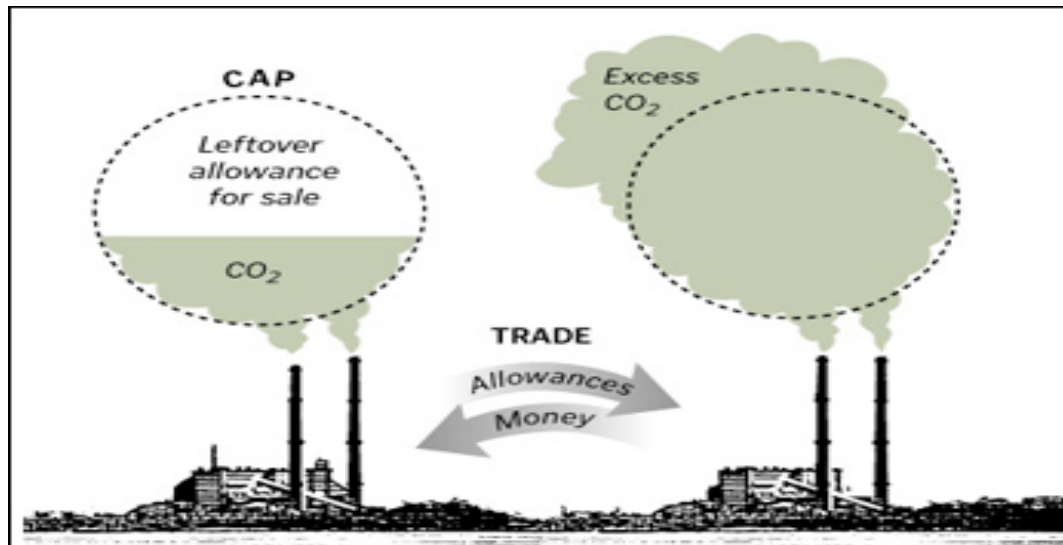 CAP
Leftover
allowance
for sale
CO₂
Excess
CO₂
TRADE
Allowances
Money